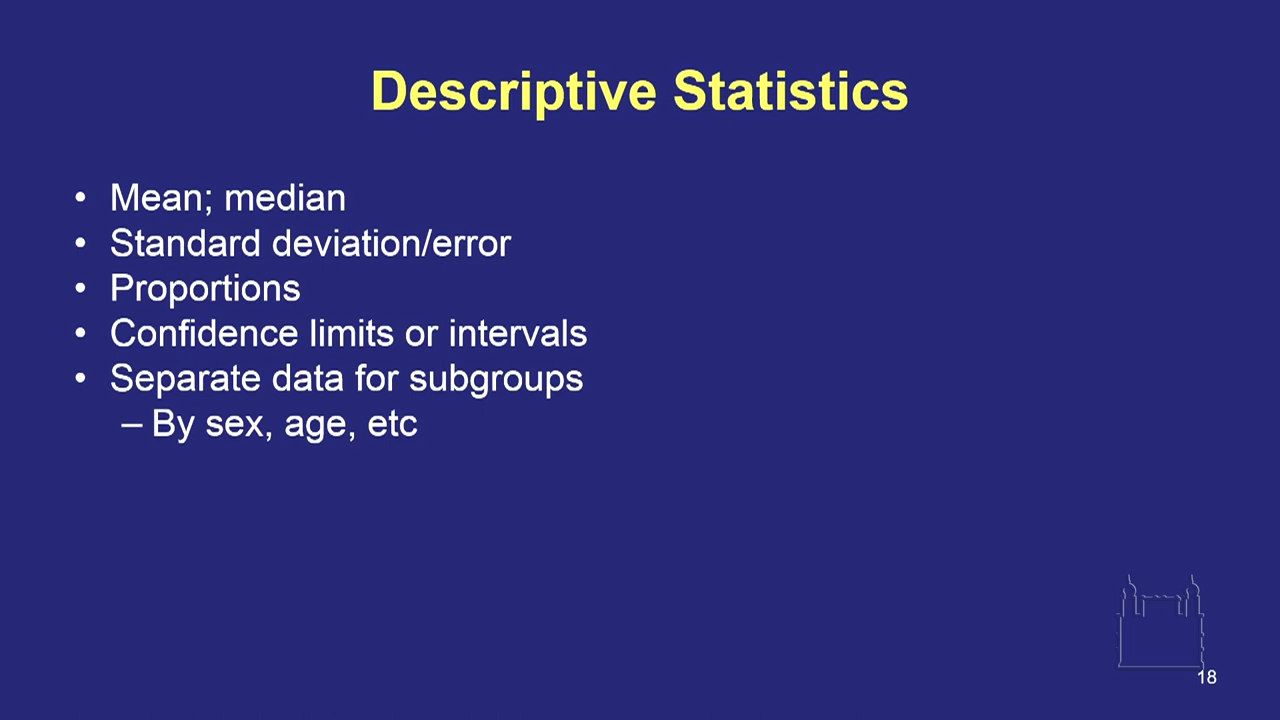 Descriptive Statistics
• Mean; median
• Standard deviation/error
• Proportions
• Confidence limits or intervals
• Separate data for subgroups
– By sex, age, etc
18